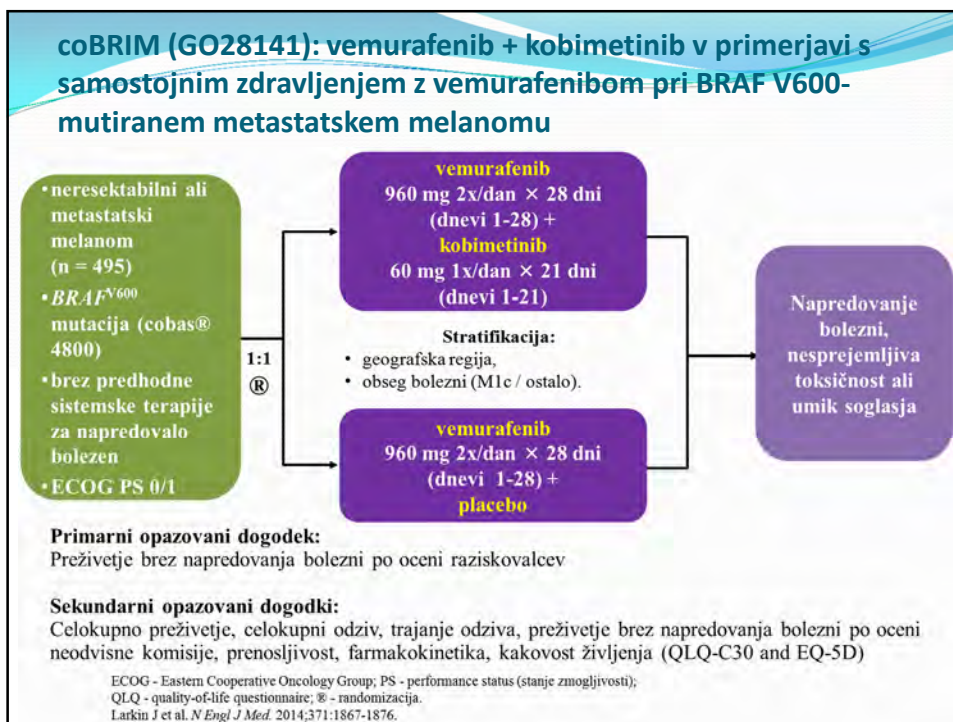 coBRIM (GO28141): vemurafenib + kobimetinib v primerjavi s
samostojnim zdravljenjem z vemurafenibom pri BRAF V600-
mutiranem metastatskem melanomu
•neresektabilni ali
metastatski
melanom
(n = 495)
•BRAFV600
mutacija (cobas®
4800)
•brez predhodne
sistemske terapije
za napredovalo
bolezen
•ECOG PS 0/1
1:1
®
vemurafenib
960 mg 2x/dan × 28 dni
(dnevi 1-28) +
kobimetinib
60 mg 1x/dan × 21 dni
(dnevi 1-21)
Stratifikacija:
• geografska regija,
• obseg bolezni (M1c / ostalo).
vemurafenib
960 mg 2x/dan × 28 dni
(dnevi 1-28) +
placebo
Napredovanje
bolezni,
nesprejemljiva
toksičnost ali
umik soglasja
Primarni opazovani dogodek:
Preživetje brez napredovanja bolezni po oceni raziskovalcev
Sekundarni opazovani dogodki:
Celokupno preživetje, celokupni odziv, trajanje odziva, preživetje brez napredovanja bolezni po oceni
neodvisne komisije, prenosljivost, farmakokinetika, kakovost življenja (QLQ-C30 and EQ-5D)
ECOG - Eastern Cooperative Oncology Group; PS - performance status (stanje zmogljivosti);
QLQ - quality-of-life questionnaire; ® - randomizacija.
Larkin J et al. N Engl J Med. 2014;371:1867-1876.